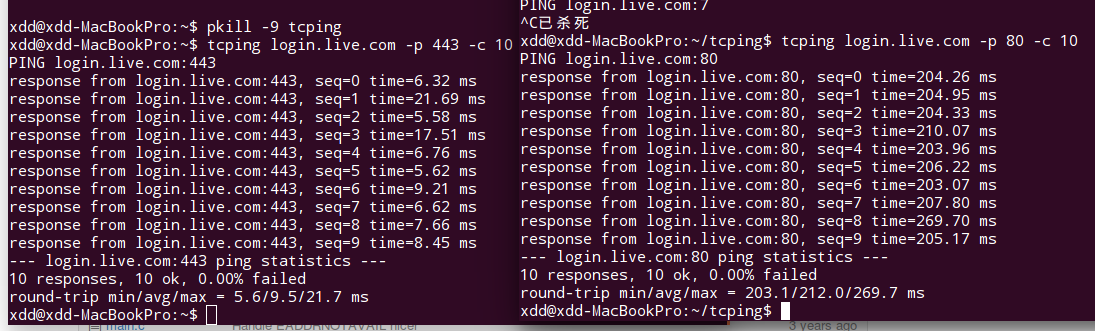 xdd@xdd-MacBookPro:~$ pkill -9 tcping
xdd@xdd-MacBookPro:~$ tcping login.live.com -p 443 -c 10
PING login.live.com:443
response from login.live.com:443, seq=0 time=6.32 ms
response from login.live.com:443, seq=1 time=21.69 ms
response from login.live.com:443, seq=2 time=5.58 ms
response from login.live.com:443, seq=3 time=17.51 ms
response from login.live.com:443, seq=4 time=6.76 ms
response from login.live.com:443, seq=5 time=5.62 ms
response from login.live.com:443, seq=6 time=9.21 ms
response from login.live.com:443, seq=7 time=6.62 ms
response from login.live.com:443, seq=8 time=7.66 ms
response from login.live.com:443, seq=9 time=8.45 ms
--- login.live.com:443 ping statistics ---
10 responses, 10 ok, 0.00% failed
round-trip min/avg/max = 5.6/9.5/21.7 ms
xdd@xdd-MacBookPro:~$
PING login.live.com:7
^C已杀死
xdd@xdd-MacBookPro:~/tcping$ tcping login.live.com -p 80 -c 10
PING login.live.com:80
response from login.live.com:80, seq=0 time=204.26 ms
response from login.live.com:80, seq=1 time=204.95 ms
response from login.live.com:80, seq=2 time=204.33 ms
response from login.live.com:80, seq=3 time=210.07 ms
response from login.live.com:80, seq=4 time=203.96 ms
response from login.live.com:80, seq=5 time=206.22 ms
response from login.live.com:80, seq=6 time=203.07 ms
response from login.live.com:80, seq=7 time=207.80 ms
response from login.live.com:80, seq=8 time=269.70 ms
response from login.live.com:80, seq=9 time=205.17 ms
--- login.live.com:80 ping statistics ---
10 responses, 10 ok, 0.00% failed
round-trip min/avg/max = 203.1/212.0/269.7 ms
xdd@xdd-MacBookPro:~/tcping$
main.c Handle EADDRNOTAVAIL nicer 3 years ago